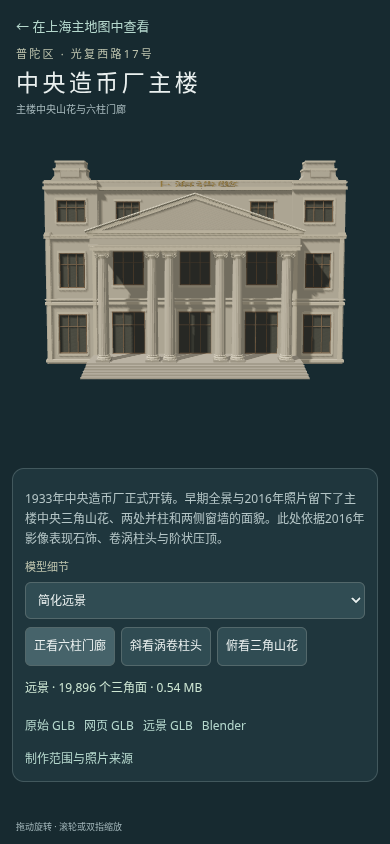 ← 在上海主地图中查看
普陀区 · 光复西路17号
中央造币厂主楼
主楼中央山花与六柱门廊
1933年中央造币厂正式开铸。早期全景与2016年照片留下了主
楼中央三角山花、两处并柱和两侧窗墙的面貌。此处依据2016年
影像表现石饰、卷涡柱头与阶状压顶。
模型细节
简化远景
正看六柱门廊 斜看涡卷柱头 俯看三角山花
远景 · 19,896 个三角面 · 0.54 MB
原始 GLB 网页 GLB 远景 GLB Blender
制作范围与照片来源
拖动旋转 · 滚轮或双指缩放